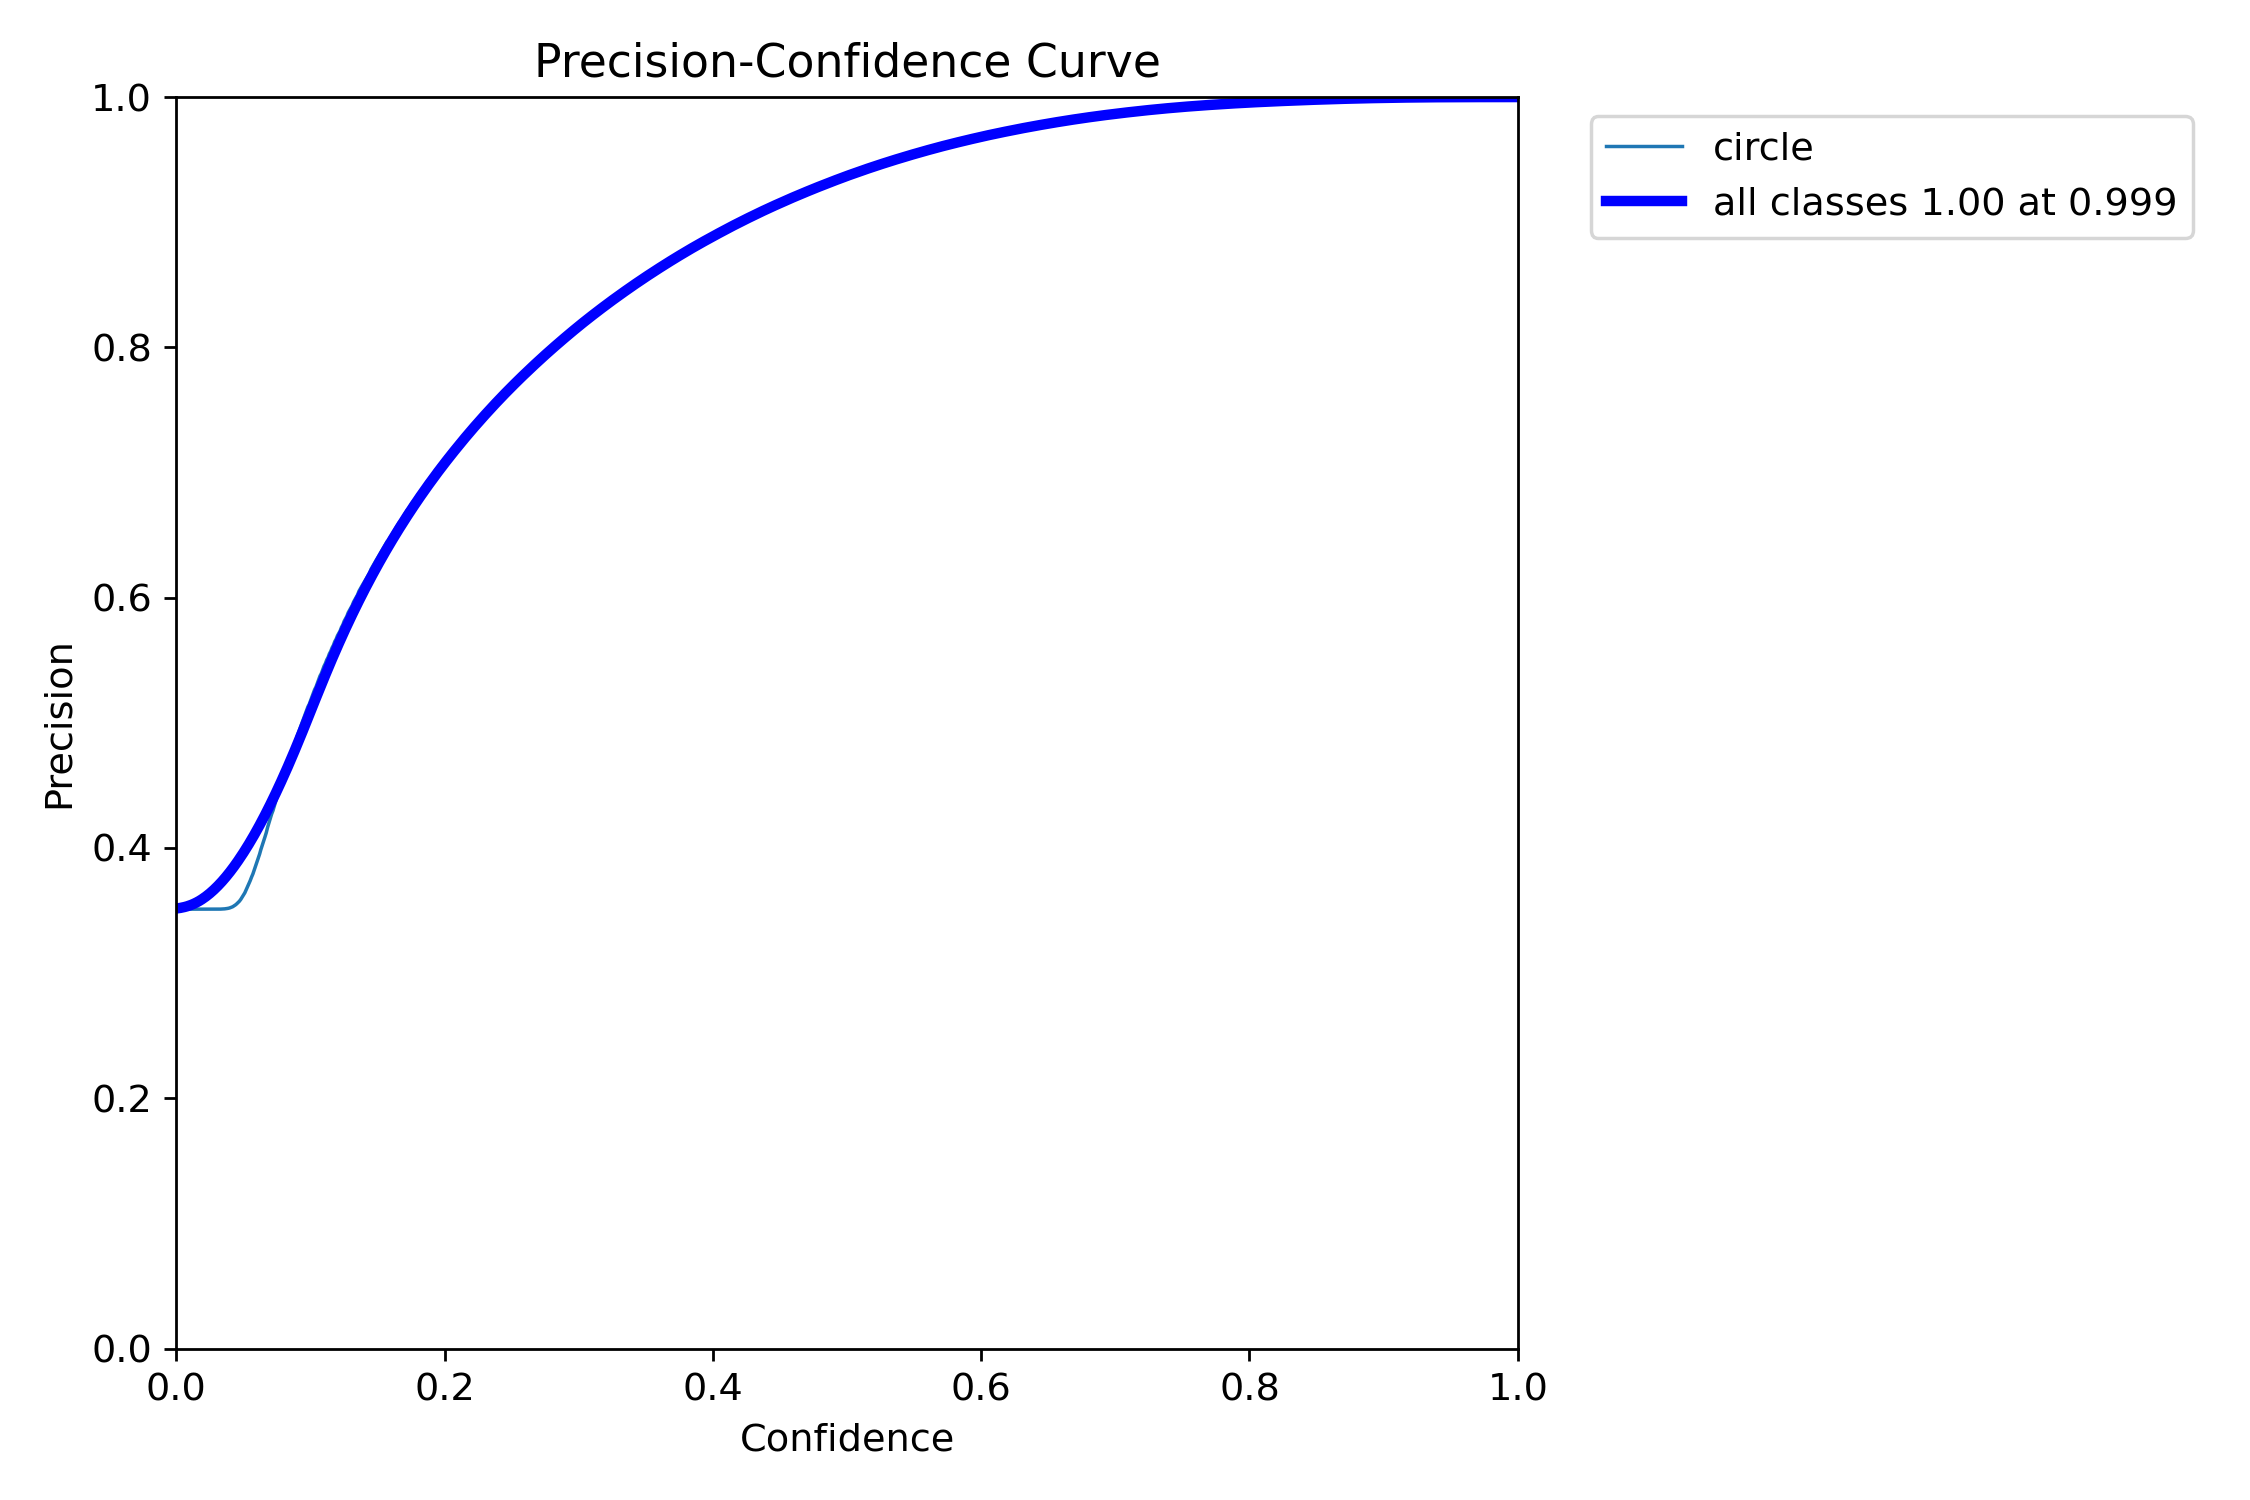 Precision-Confidence Curve
1.0
0.8
0.6
0.4
0.2
0.0
Precision
0.0 0.2 0.4 0.6 0.8 1.0
Confidence
circle
all classes 1.00 at 0.999